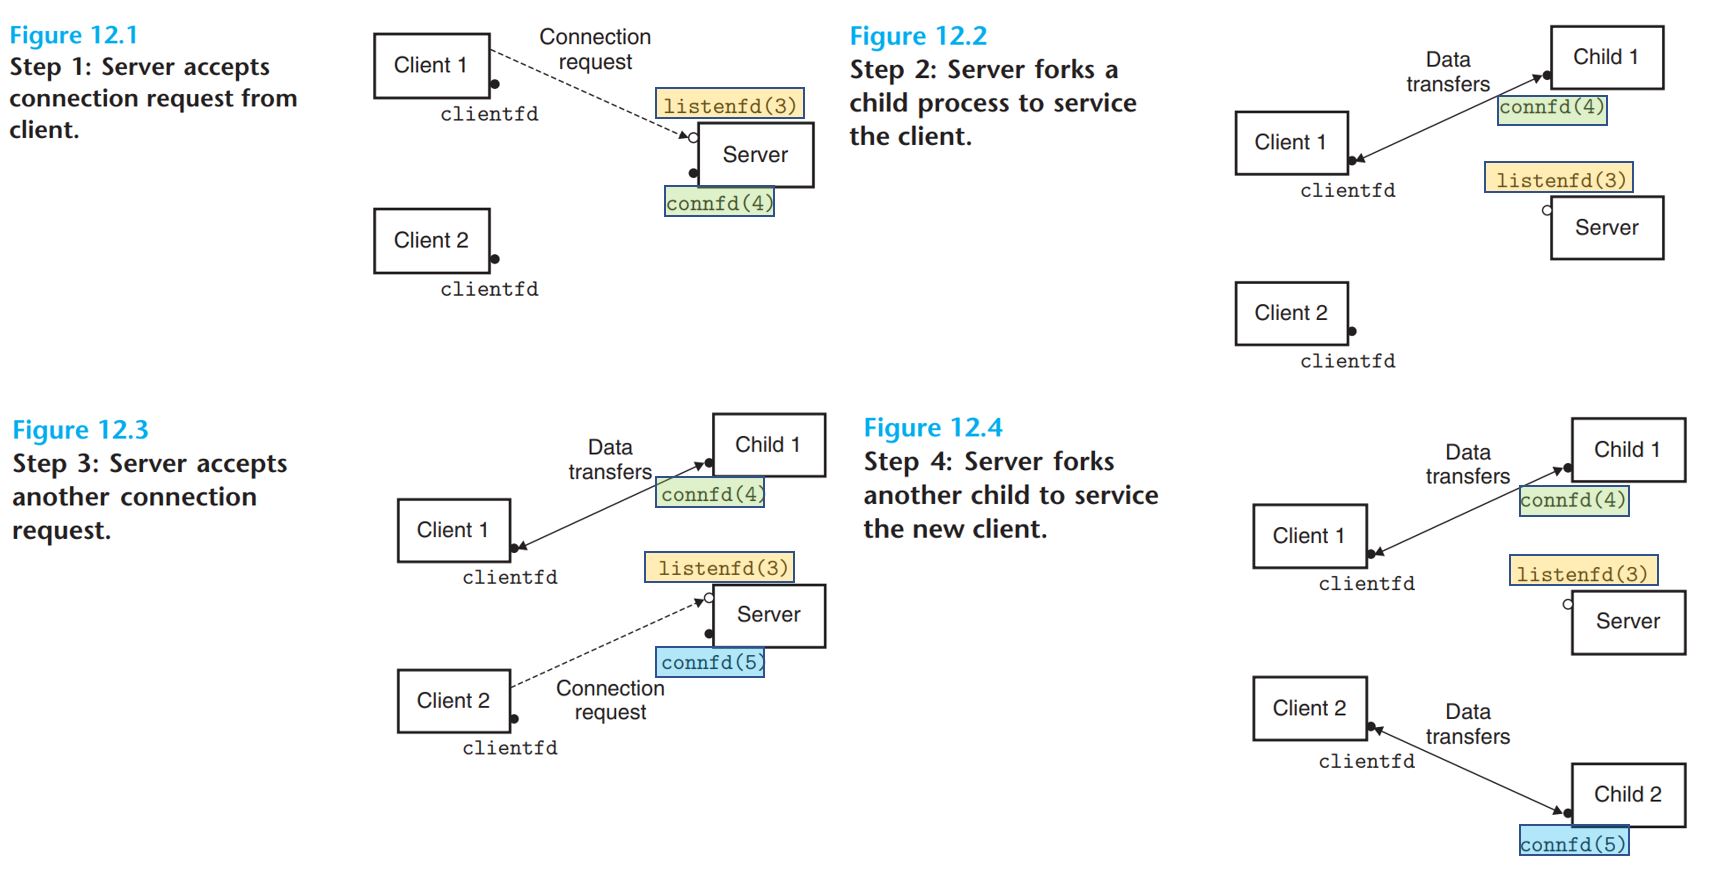 Figure 12.1
Step 1: Server accepts
connection request from
client.
Client 1
clientfd
Connection
request
listenfd(3)
Server
connfd(4)
Client 2
clientfd
Figure 12.2
Step 2: Server forks a
child process to service
the client.
Data
transfers
Child 1
connfd(4)
Client 1
clientfd
listenfd(3)
Server
Client 2
clientfd
Figure 12.3
Step 3: Server accepts
another connection
request.
Data
transfers
Child 1
connfd(4)
Client 1
clientfd
listenfd(3)
Server
connfd(5)
Client 2
clientfd
Connection
request
Figure 12.4
Step 4: Server forks
another child to service
the new client.
Data
transfers
Child 1
connfd(4)
Client 1
clientfd
listenfd(3)
Server
Client 2
clientfd
Data
transfers
Child 2
connfd(5)